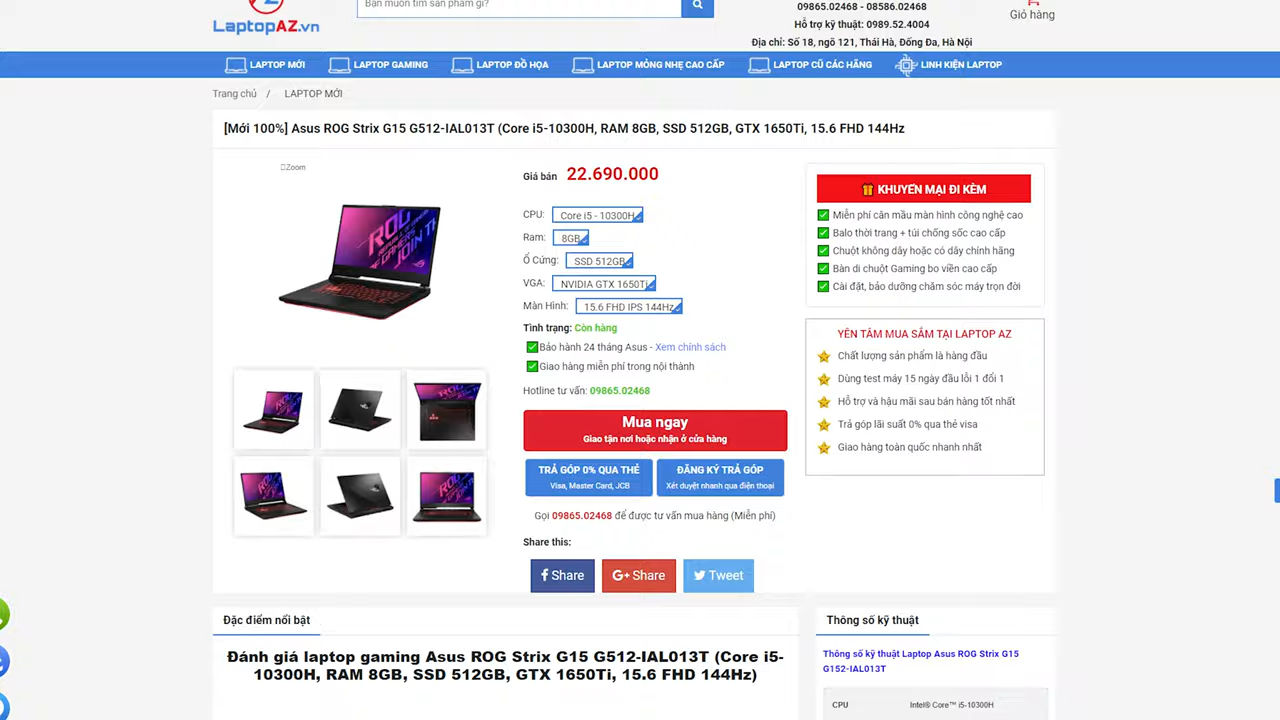 LaptopAZ.vn
Bạn muốn tìm sản phẩm gì?
09865.02468 - 08586.02468
Hỗ trợ kỹ thuật: 0989.52.4004
Địa chỉ: Số 18, ngõ 121, Thái Hà, Đống Đa, Hà Nội
Giỏ hàng
LAPTOP MỚI
LAPTOP GAMING
LAPTOP ĐỒ HỌA
LAPTOP MỎNG NHẸ CAO CẤP
LAPTOP CŨ CÁC HÃNG
LINH KIỆN LAPTOP
Trang chủ / LAPTOP MỚI
[Mới 100%] Asus ROG Strix G15 G512-IAL013T (Core i5-10300H, RAM 8GB, SSD 512GB, GTX 1650Ti, 15.6 FHD 144Hz
Zoom
Giá bán 22.690.000
CPU: Core i5 - 10300H
Ram: 8GB
Ổ Cứng: SSD 512GB
VGA: NVIDIA GTX 1650Ti
Màn Hình: 15.6 FHD IPS 144Hz
Tình trạng: Còn hàng
Bảo hành 24 tháng Asus - Xem chính sách
Giao hàng miễn phí trong nội thành
Hotline tư vấn: 09865.02468
Mua ngay
Giao tận nơi hoặc nhận ở cửa hàng
TRẢ GÓP 0% QUA THẺ
Visa, Master Card, JCB
ĐĂNG KÝ TRẢ GÓP
Xét duyệt nhanh qua điện thoại
Gọi 09865.02468 để được tư vấn mua hàng (Miễn phí)
Share this:
Share
G+ Share
Tweet
KHUYẾN MẠI ĐI KÈM
Miễn phí cân mầu màn hình công nghệ cao
Balo thời trang + túi chống sốc cao cấp
Chuột không dây hoặc có dây chính hãng
Bàn di chuột Gaming bo viền cao cấp
Cài đặt, bảo dưỡng chăm sóc máy trọn đời
YÊN TÂM MUA SẮM TẠI LAPTOP AZ
Chất lượng sản phẩm là hàng đầu
Dùng test máy 15 ngày đầu lỗi 1 đổi 1
Hỗ trợ và hậu mãi sau bán hàng tốt nhất
Trả góp lãi suất 0% qua thẻ visa
Giao hàng toàn quốc nhanh nhất
Đặc điểm nổi bật
Đánh giá laptop gaming Asus ROG Strix G15 G512-IAL013T (Core i5-
10300H, RAM 8GB, SSD 512GB, GTX 1650Ti, 15.6 FHD 144Hz)
Thông số kỹ thuật
Thông số kỹ thuật Laptop Asus ROG Strix G15
G152-IAL013T
CPU Intel® Core™ i5-10300H